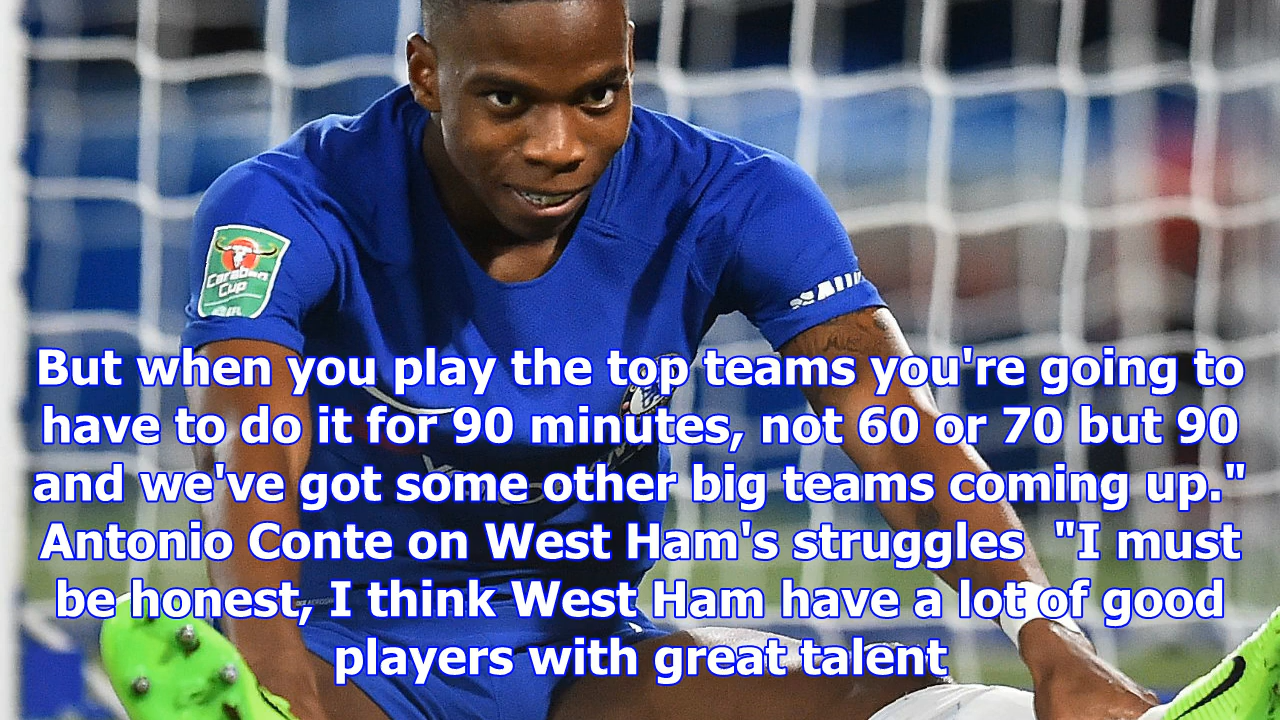 Carabao
Cup
But when you play the top teams you're going to
have to do it for 90 minutes, not 60 or 70 but 90
and we've got some other big teams coming up."
Antonio Conte on West Ham's struggles  "I must
be honest, I think West Ham have a lot of good
players with great talent